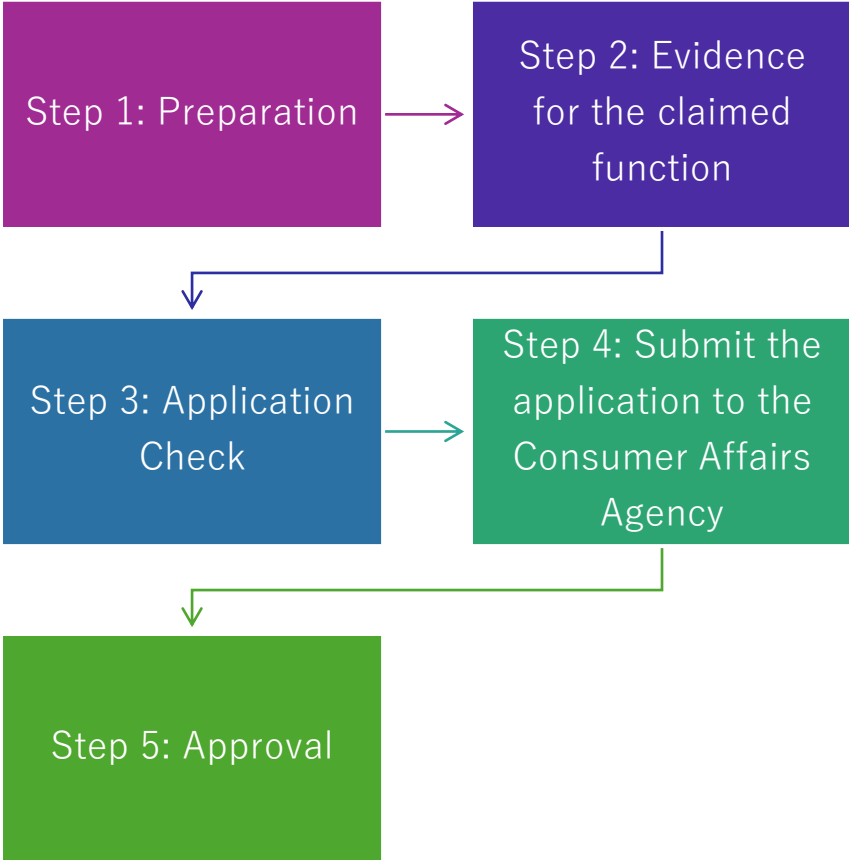 Step 1: Preparation
Step 2: Evidence
for the claimed
function
Step 3: Application
Check
Step 4: Submit the
application to the
Consumer Affairs
Agency
Step 5: Approval